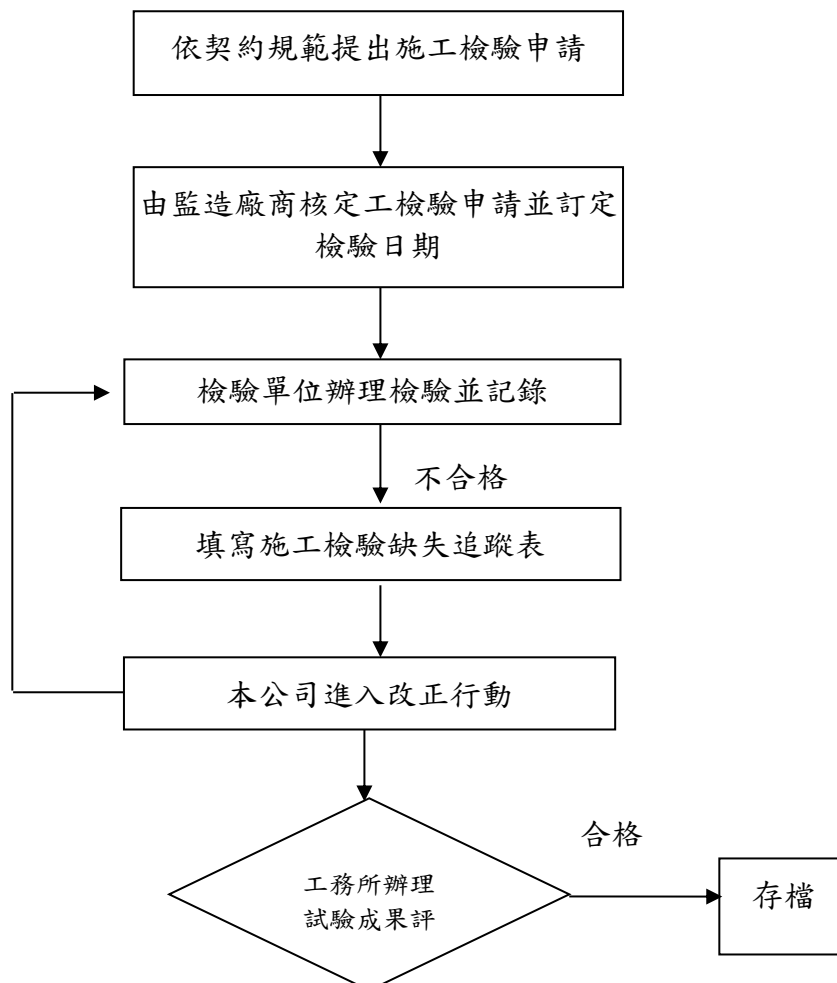 依契約規範提出施工檢驗申請
由監造廠商核定工檢驗申請並訂定
檢驗日期
檢驗單位辦理檢驗並記錄
不合格
填寫施工檢驗缺失追蹤表
本公司進入改正行動
合格
工務所辦理
試驗成果評
存檔